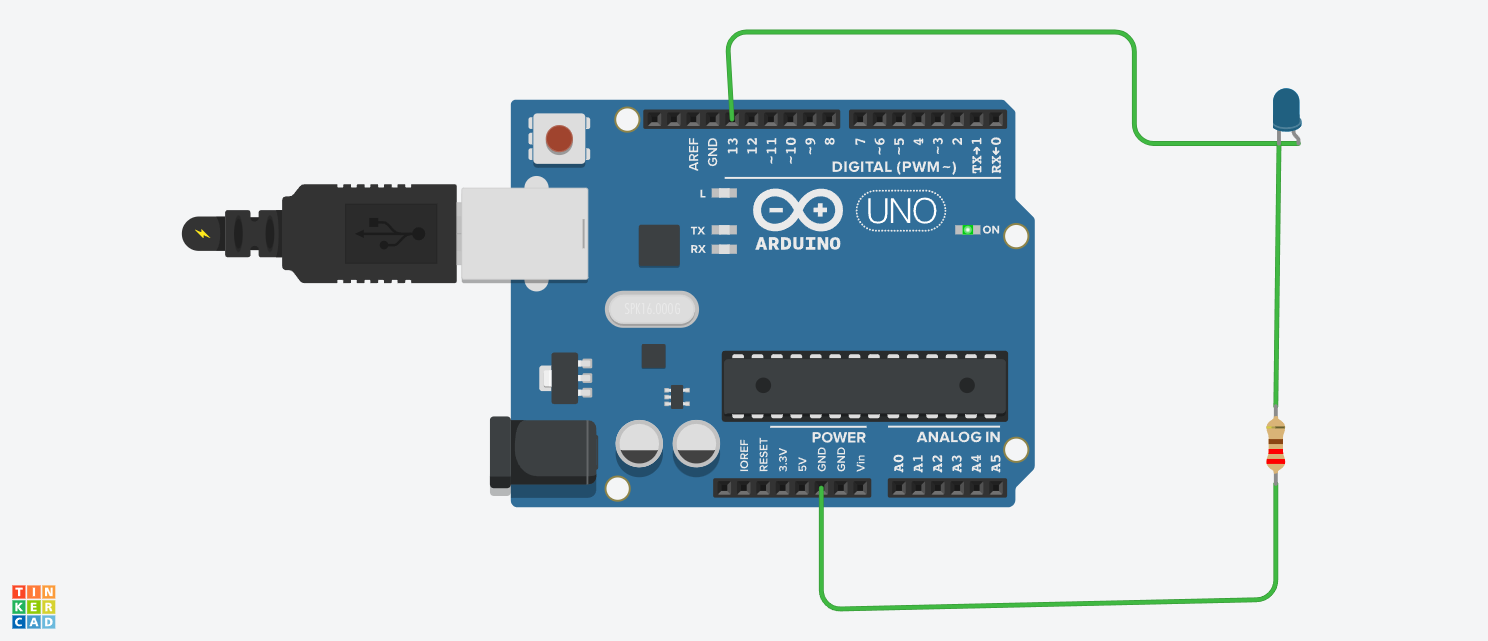 AREF
GND
13
12
~11
~10
~9
8
7
~6
~5
4
~3
2
TX→1
RX←0
DIGITAL (PWM~)
L
TX
RX
ARDUINO
UNO
ON
SPK16.000G
POWER
ANALOG IN
IOREF
RESET
3.3V
5V
GND
GND
Vin
A0
A1
A2
A3
A4
A5
TIN
KER
CAD